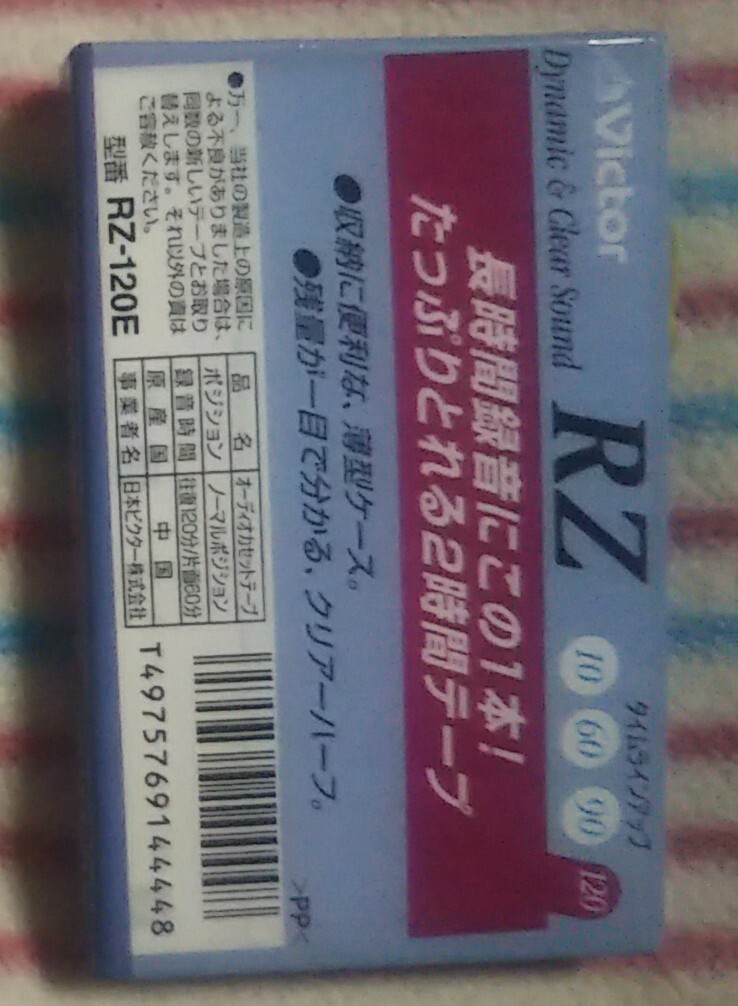 Victor
Dynamic & Clear Sound
RZ
タイムラインナップ
10 60 90 120
長時間録音にこの1本!
たっぷりとれる2時間テープ
●収納に便利な、薄型ケース。
●残量が一目で分かる、クリアーハーフ。
>PP<
●万一、当社の製造上の原因に
よる不良がありました場合は、
同数の新しいテープとお取り
替えします。それ以外の責は
ご容赦ください。
型番 RZ-120E
品名 オーディオカセットテープ
ポジション ノーマルポジション
録音時間 往復120分/片面60分
原産国 中国
事業者名 日本ビクター株式会社
T4975769144448